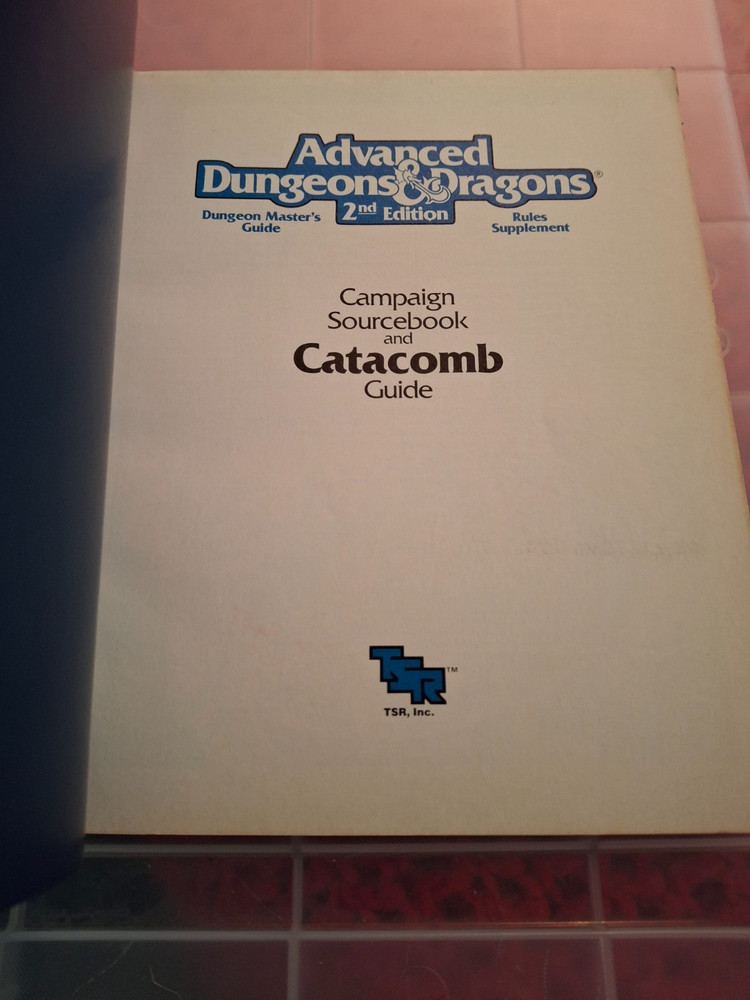 Advanced
Dungeons & Dragons®
2nd Edition
Dungeon Master's
Guide
Rules
Supplement
Campaign
Sourcebook
and
Catacomb
Guide
TSR™
TSR, Inc.